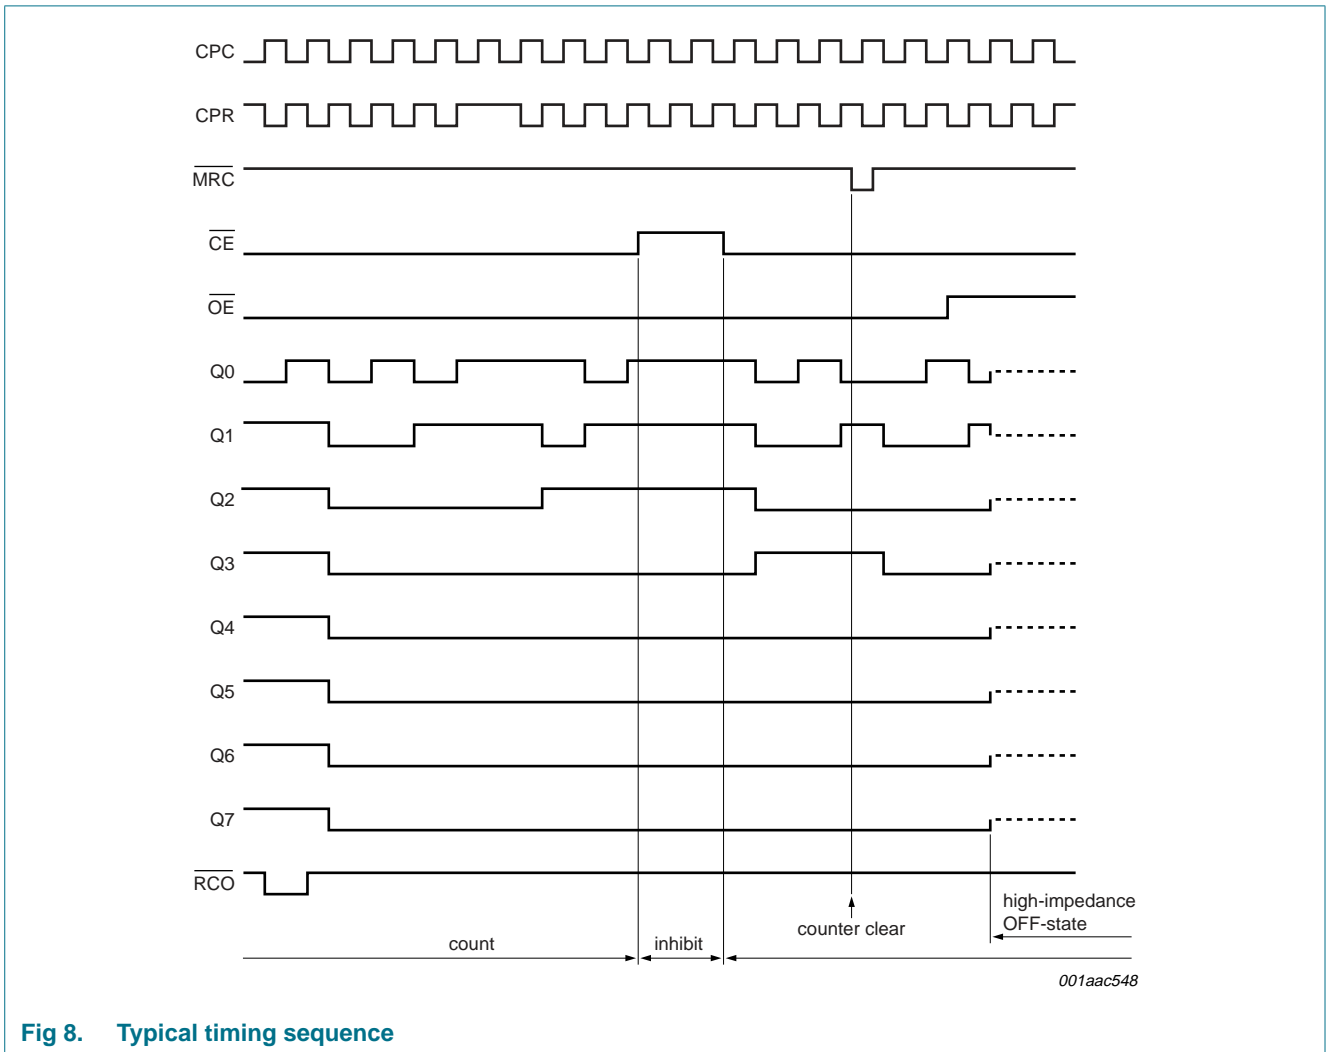 CPC
CPR
MRC
CE
OE
Q0
Q1
Q2
Q3
Q4
Q5
Q6
Q7
RCO
high-impedance
OFF-state
counter clear
count
inhibit
001aac548
Fig 8. Typical timing sequence